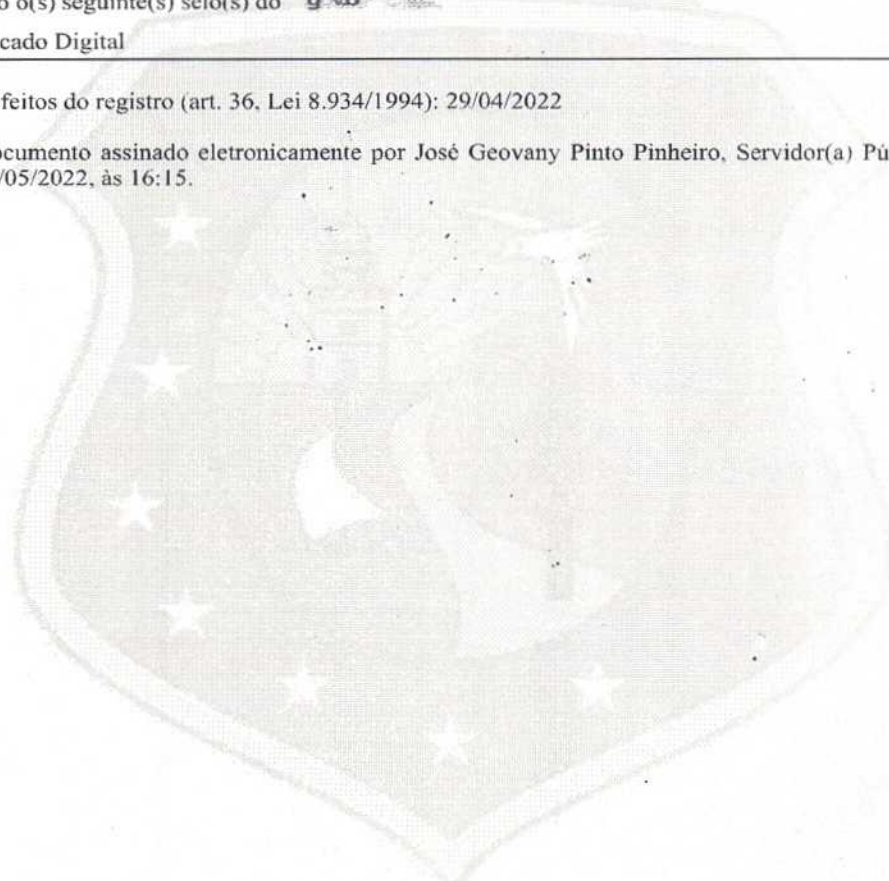 o(s) seguinte(s) selo(s) do
cado Digital
feitos do registro (art. 36, Lei 8.934/1994): 29/04/2022
ocumento assinado eletronicamente por José Geovany Pinto Pinheiro, Servidor(a) Pú
/05/2022, às 16:15.